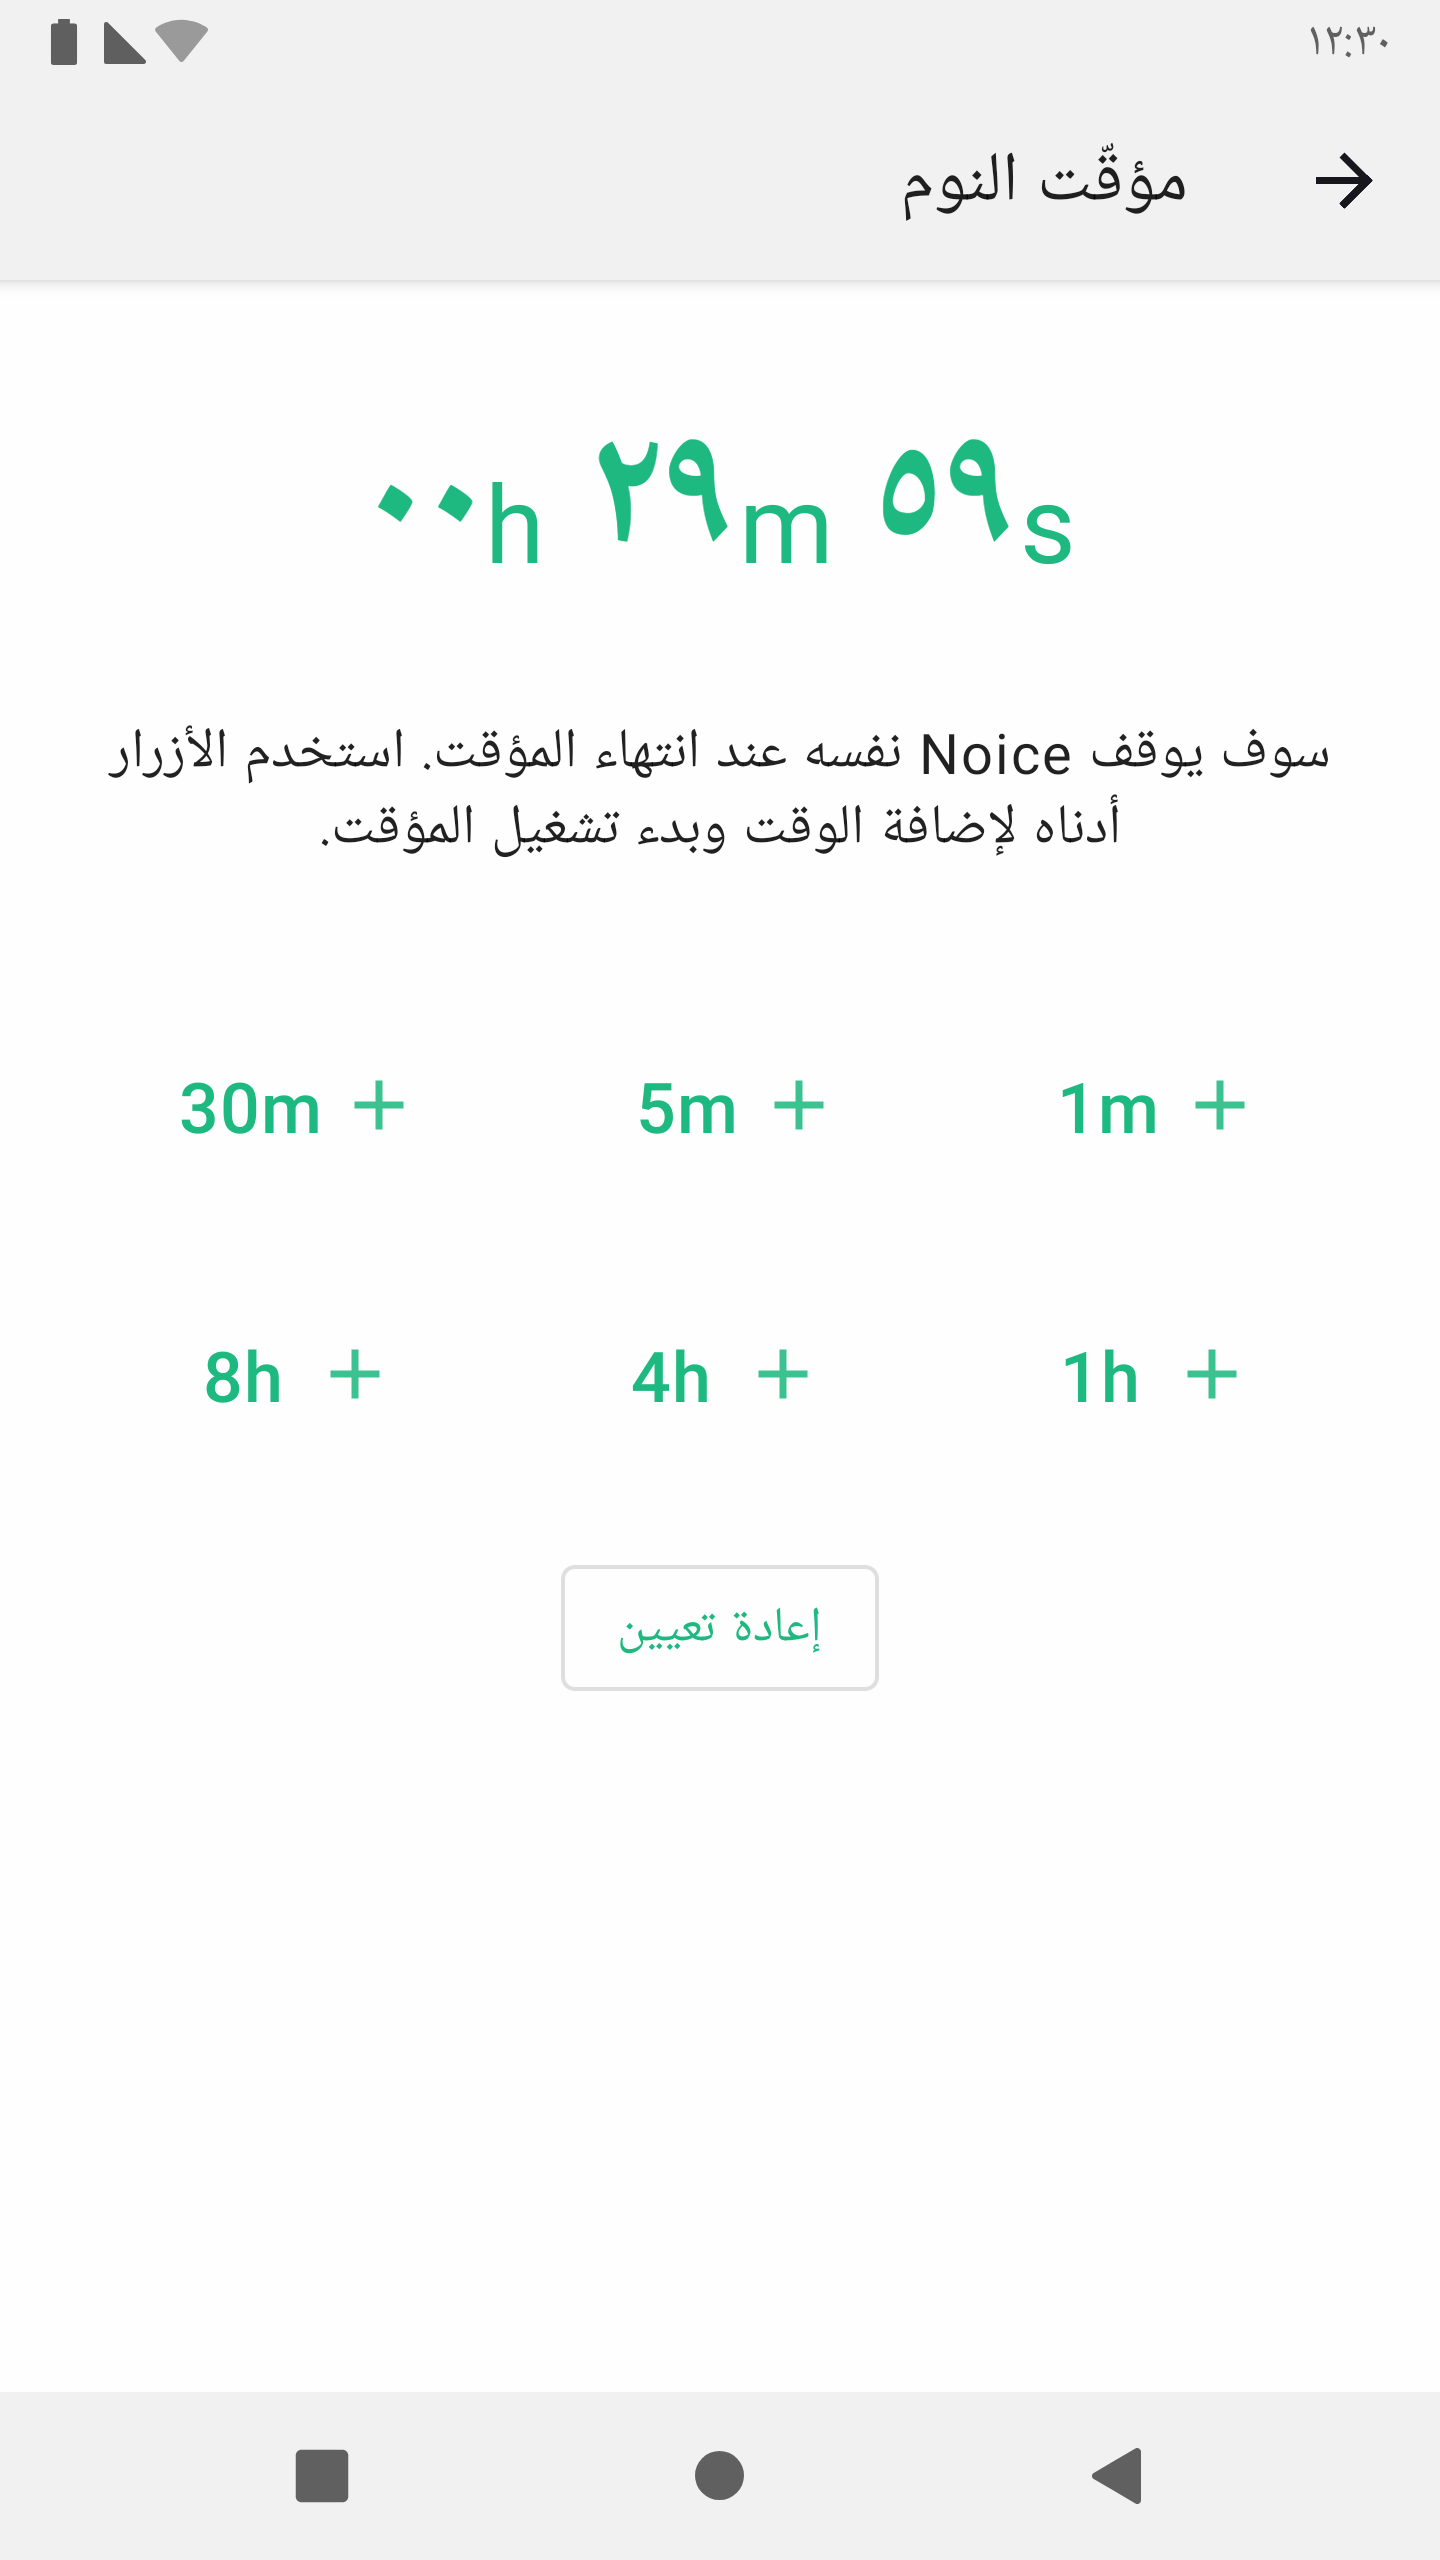 ١٢:٣٠
مؤقّت النوم
٠٠h ٢٩m ٥٩s
سوف يوقف Noice نفسه عند انتهاء المؤقت. استخدم الأزرار
أدناه لإضافة الوقت وبدء تشغيل المؤقت.
+ 1m + 5m + 30m
+ 1h + 4h + 8h
إعادة تعيين